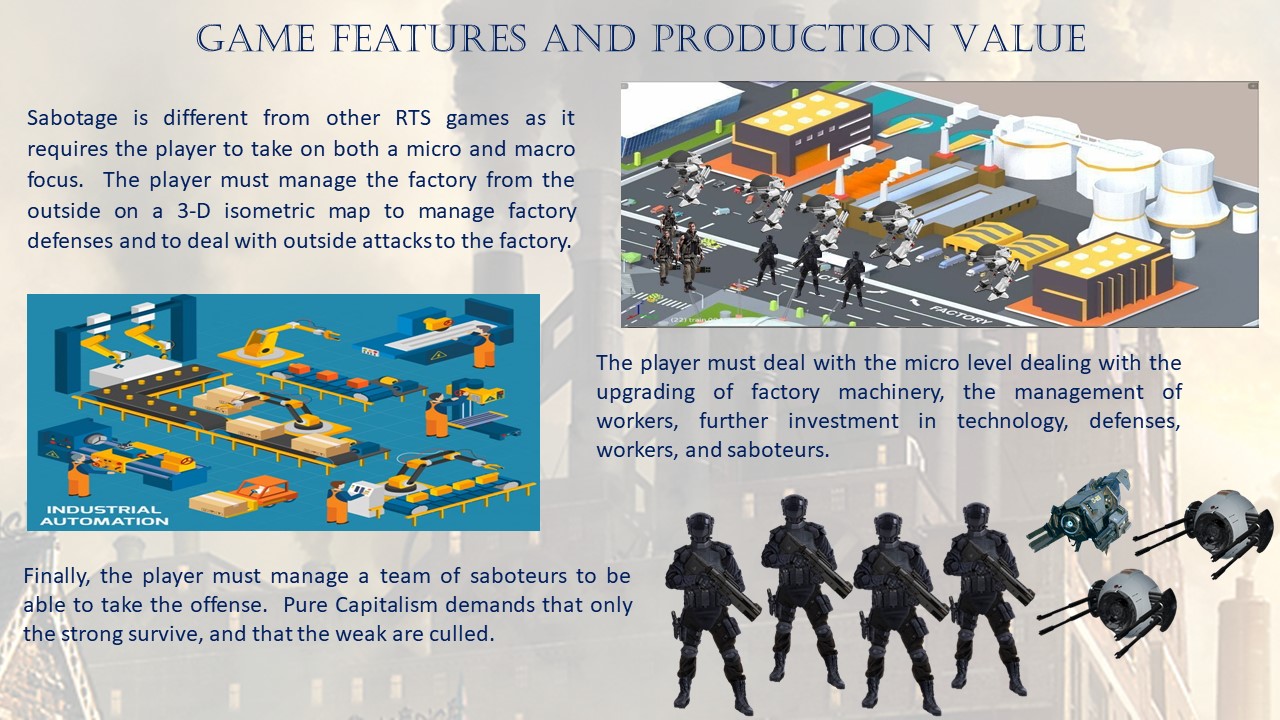 GAME FEATURES AND PRODUCTION VALUE
Sabotage is different from other RTS games as it
requires the player to take on both a micro and macro
focus. The player must manage the factory from the
outside on a 3-D isometric map to manage factory
defenses and to deal with outside attacks to the factory.
FACTORY
INDUSTRIAL
AUTOMATION
The player must deal with the micro level dealing with the
upgrading of factory machinery, the management of
workers, further investment in technology, defenses,
workers, and saboteurs.
Finally, the player must manage a team of saboteurs to be
able to take the offense. Pure Capitalism demands that only
the strong survive, and that the weak are culled.